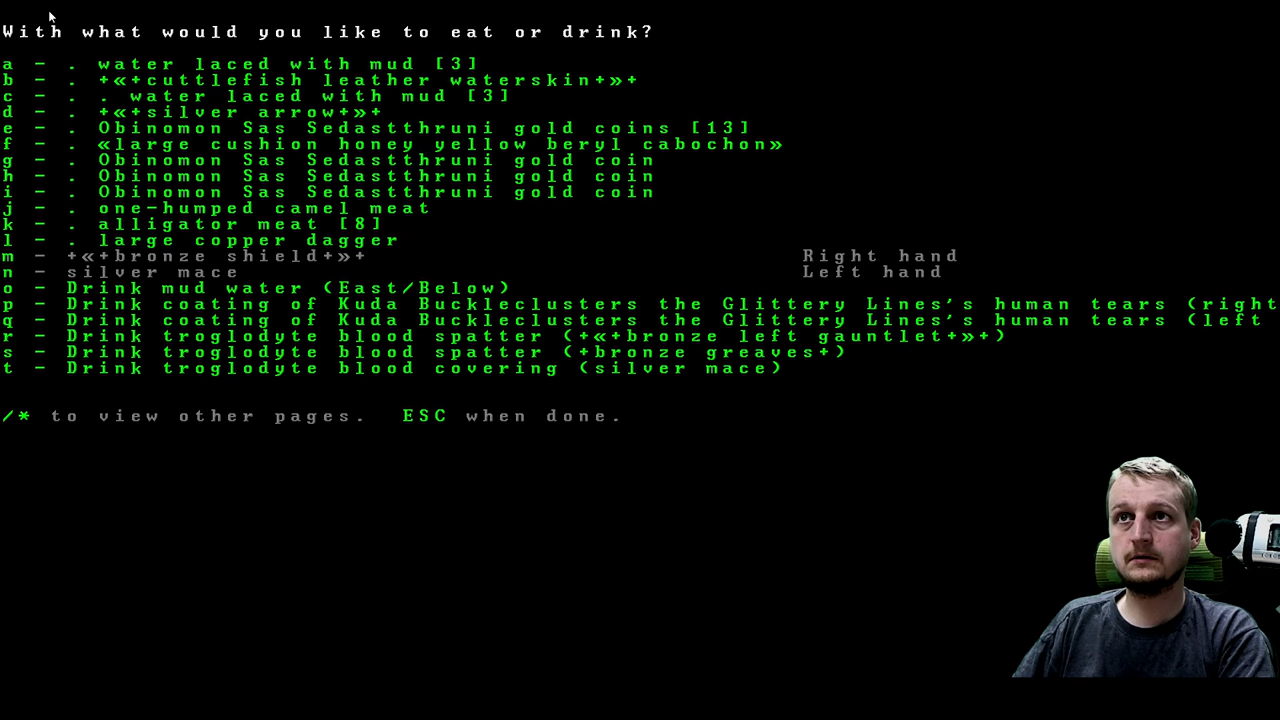 With what would you like to eat or drink?
a - . water laced with mud [3]
b - . +«+cuttlefish leather waterskin+»+
c - . . water laced with mud [3]
d - . +«+silver arrow+»+
e - . Obinomon Sas Sedastthruni gold coins [13]
f - . «large cushion honey yellow beryl cabochon»
g - . Obinomon Sas Sedastthruni gold coin
h - . Obinomon Sas Sedastthruni gold coin
i - . Obinomon Sas Sedastthruni gold coin
j - . one-humped camel meat
k - . alligator meat [8]
l - . large copper dagger
m - +«+bronze shield+»+ Right hand
n - silver mace Left hand
o - Drink mud water (East/Below)
p - Drink coating of Kuda Buckleclusters the Glittery Lines's human tears (right
q - Drink coating of Kuda Buckleclusters the Glittery Lines's human tears (left
r - Drink troglodyte blood spatter (+«+bronze left gauntlet+»+)
s - Drink troglodyte blood spatter (+bronze greaves+)
t - Drink troglodyte blood covering (silver mace)
/* to view other pages. ESC when done.